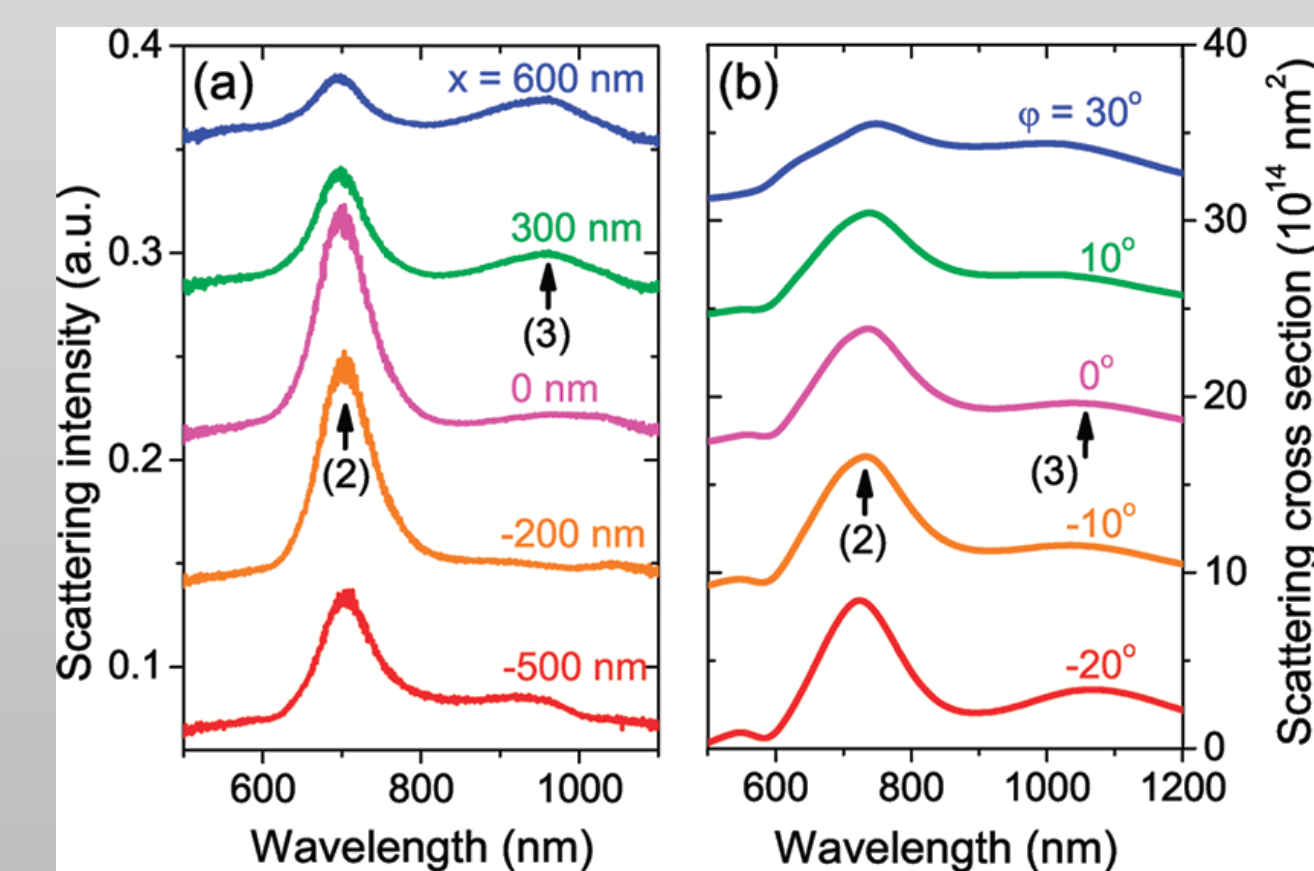 (a)
x = 600 nm
300 nm
(3)
0 nm
(2)
-200 nm
-500 nm
0.4
0.3
0.2
0.1
Scattering intensity (a.u.)
600 800 1000
Wavelength (nm)
(b)
φ = 30°
10°
0°
(3)
-10°
(2)
-20°
40
30
20
10
0
Scattering cross section (10¹⁴ nm²)
600 800 1000 1200
Wavelength (nm)